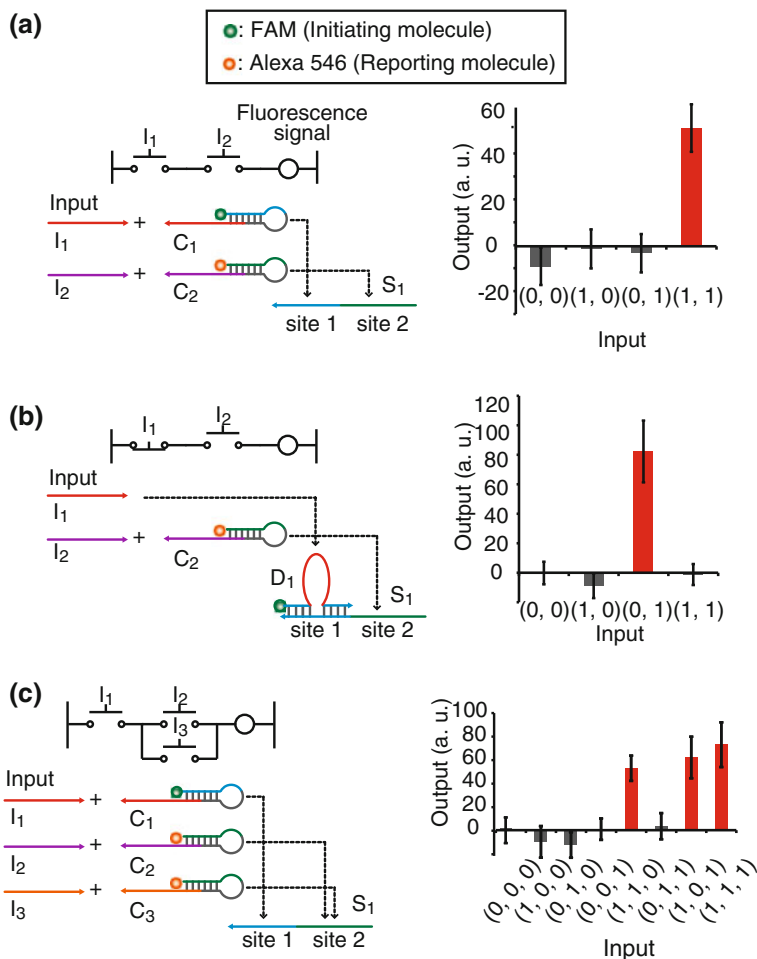 (a)
: FAM (Initiating molecule)
: Alexa 546 (Reporting molecule)
Fluorescence
signal
I1 I2
Input
I1 + C1
I2 + C2
S1
site 1 site 2
Output (a. u.)
60
40
20
0
-20
(0, 0) (1, 0) (0, 1) (1, 1)
Input
(b)
I1 I2
Input
I1
I2 + C2
D1
S1
site 1 site 2
Output (a. u.)
120
100
80
60
40
20
0
(0, 0) (1, 0) (0, 1) (1, 1)
Input
(c)
I1 I2
I3
Input
I1 + C1
I2 + C2
I3 + C3
S1
site 1 site 2
Output (a. u.)
100
80
60
40
20
0
(0, 0, 0) (1, 0, 0) (0, 1, 0) (0, 0, 1) (1, 1, 0) (0, 1, 1) (1, 0, 1) (1, 1, 1)
Input